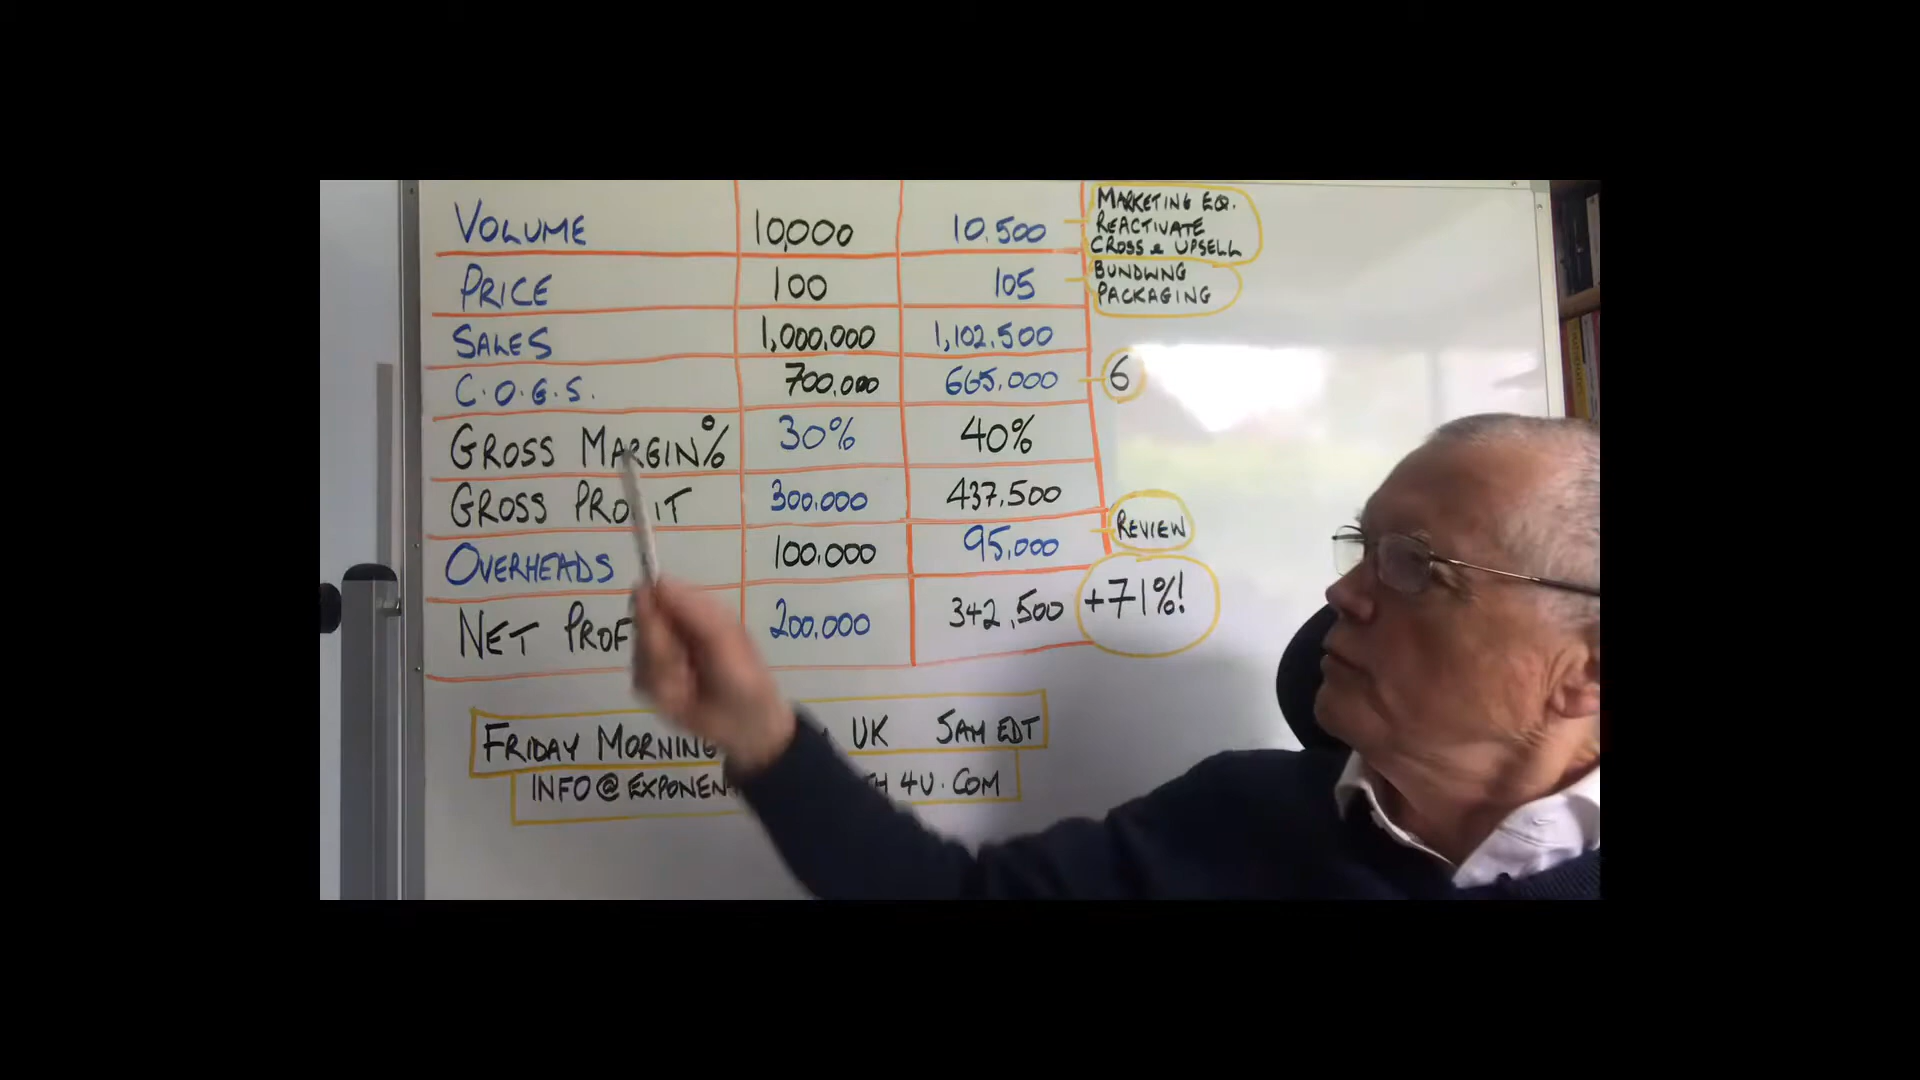 VOLUME 10,000 10.500 MARKETING EQ.
REACTIVATE
CROSS & UPSELL
PRICE 100 105 BUNDLING
PACKAGING
SALES 1,000,000 1,102,500
C.O.G.S. 700,000 665.000 6
GROSS MARGIN% 30% 40%
GROSS PROFIT 300.000 437,500
OVERHEADS 100.000 95,000 REVIEW
NET PROF 200.000 342,500 +71%!
FRIDAY MORNING UK 5AM EDT
INFO@EXPONEN 4U.COM